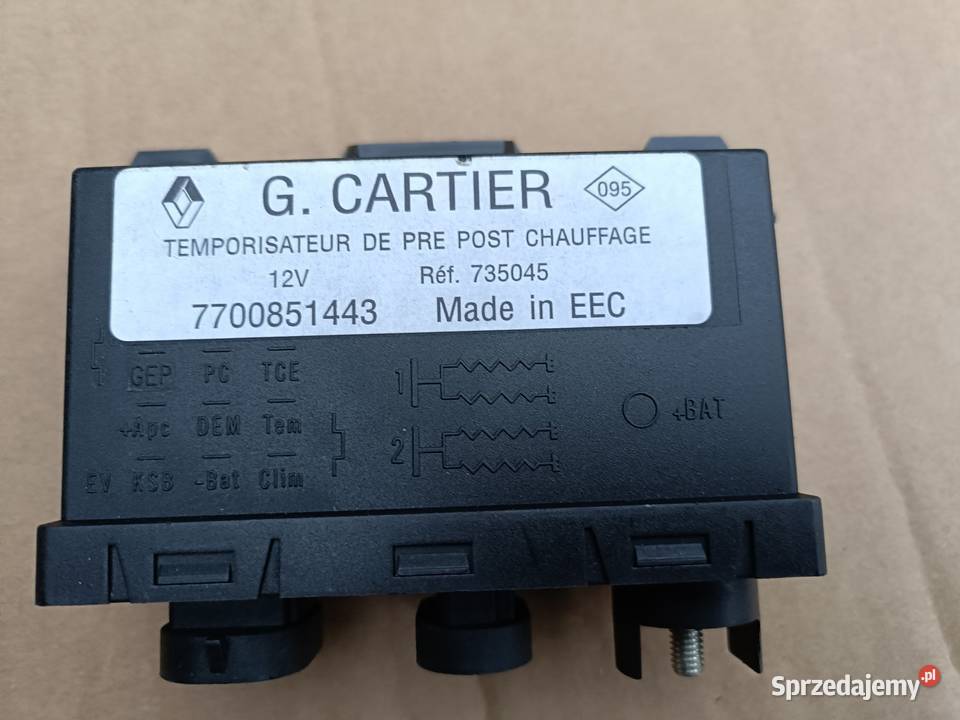 G. CARTIER
095
TEMPORISATEUR DE PRE POST CHAUFFAGE
12V Réf. 735045
7700851443 Made in EEC
GEP PC TCE
+Apc DEM Tem
EV KSB -Bat Clim
1
2
+BAT
Sprzedajemy.pl